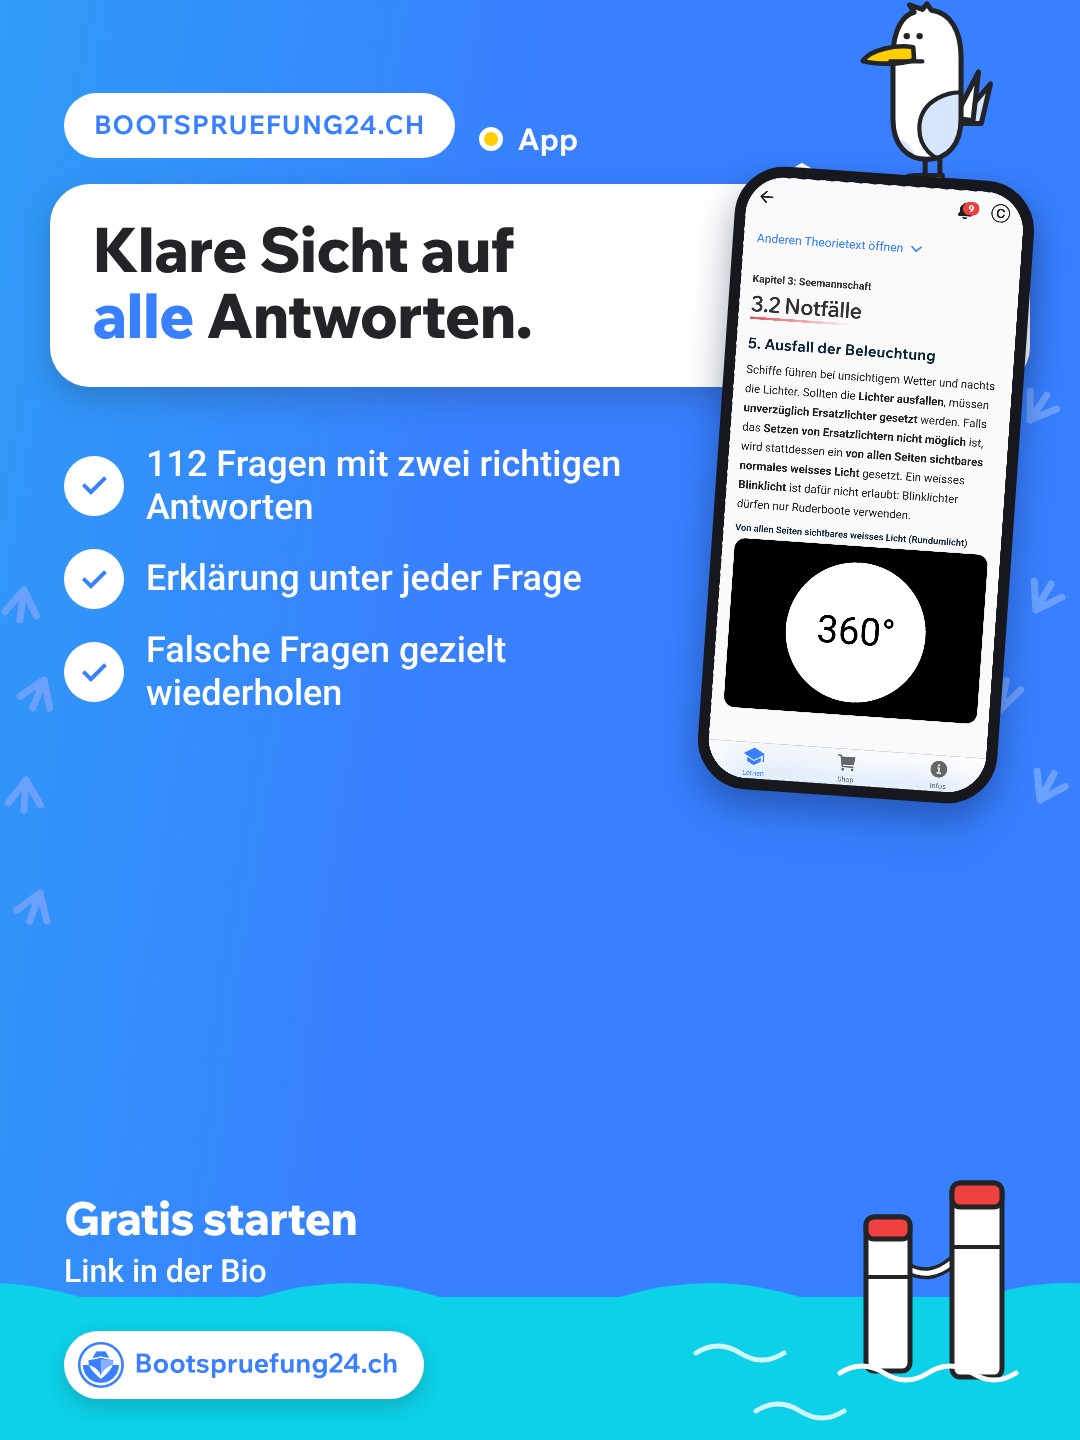 BOOTSPRUEFUNG24.CH
App
Klare Sicht auf
alle Antworten.
112 Fragen mit zwei richtigen
Antworten
Erklärung unter jeder Frage
Falsche Fragen gezielt
wiederholen
9
C
Anderen Theorietext öffnen
Kapitel 3: Seemannschaft
3.2 Notfälle
5. Ausfall der Beleuchtung
Schiffe führen bei unsichtigem Wetter und nachts
die Lichter. Sollten die Lichter ausfallen, müssen
unverzüglich Ersatzlichter gesetzt werden. Falls
das Setzen von Ersatzlichtern nicht möglich ist,
wird stattdessen ein von allen Seiten sichtbares
normales weisses Licht gesetzt. Ein weisses
Blinklicht ist dafür nicht erlaubt: Blinklichter
dürfen nur Ruderboote verwenden.
Von allen Seiten sichtbares weisses Licht (Rundumlicht)
360°
Lernen
Shop
Infos
Gratis starten
Link in der Bio
Bootspruefung24.ch